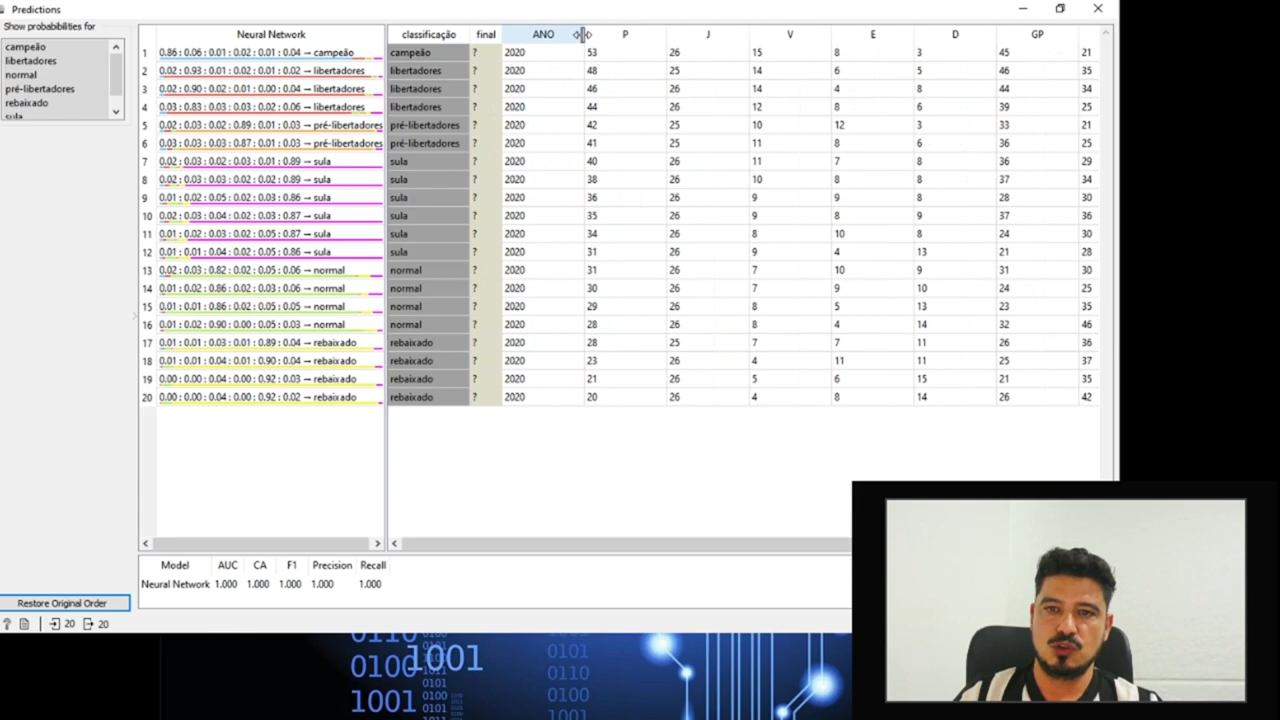 Predictions
Show probabilities for
campeão
libertadores
normal
pré-libertadores
rebaixado
sula
Neural Network classificação final ANO P J V E D GP
1 0.86 : 0.06 : 0.01 : 0.02 : 0.01 : 0.04 → campeão campeão ? 2020 53 26 15 8 3 45 21
2 0.02 : 0.93 : 0.01 : 0.02 : 0.01 : 0.02 → libertadores libertadores ? 2020 48 25 14 6 5 46 35
3 0.02 : 0.90 : 0.02 : 0.01 : 0.00 : 0.04 → libertadores libertadores ? 2020 46 26 14 4 8 44 34
4 0.03 : 0.83 : 0.03 : 0.03 : 0.02 : 0.06 → libertadores libertadores ? 2020 44 26 12 8 6 39 25
5 0.02 : 0.03 : 0.02 : 0.89 : 0.01 : 0.03 → pré-libertadores pré-libertadores ? 2020 42 25 10 12 3 33 21
6 0.03 : 0.03 : 0.03 : 0.87 : 0.01 : 0.03 → pré-libertadores pré-libertadores ? 2020 41 25 11 8 6 36 25
7 0.02 : 0.03 : 0.02 : 0.03 : 0.01 : 0.89 → sula sula ? 2020 40 26 11 7 8 36 29
8 0.02 : 0.03 : 0.03 : 0.02 : 0.02 : 0.89 → sula sula ? 2020 38 26 10 8 8 37 34
9 0.01 : 0.02 : 0.05 : 0.02 : 0.03 : 0.86 → sula sula ? 2020 36 26 9 9 8 28 30
10 0.02 : 0.03 : 0.04 : 0.02 : 0.03 : 0.87 → sula sula ? 2020 35 26 9 8 9 37 36
11 0.01 : 0.02 : 0.03 : 0.02 : 0.05 : 0.87 → sula sula ? 2020 34 26 8 10 8 24 30
12 0.01 : 0.01 : 0.04 : 0.02 : 0.05 : 0.86 → sula sula ? 2020 31 26 9 4 13 21 28
13 0.02 : 0.03 : 0.82 : 0.02 : 0.05 : 0.06 → normal normal ? 2020 31 26 7 10 9 31 30
14 0.01 : 0.02 : 0.86 : 0.02 : 0.03 : 0.06 → normal normal ? 2020 30 26 7 9 10 24 25
15 0.01 : 0.01 : 0.86 : 0.02 : 0.05 : 0.05 → normal normal ? 2020 29 26 8 5 13 23 35
16 0.01 : 0.02 : 0.90 : 0.00 : 0.05 : 0.03 → normal normal ? 2020 28 26 8 4 14 32 46
17 0.01 : 0.01 : 0.03 : 0.01 : 0.89 : 0.04 → rebaixado rebaixado ? 2020 28 25 7 7 11 26 36
18 0.01 : 0.01 : 0.04 : 0.01 : 0.90 : 0.04 → rebaixado rebaixado ? 2020 23 26 4 11 11 25 37
19 0.00 : 0.00 : 0.04 : 0.00 : 0.92 : 0.03 → rebaixado rebaixado ? 2020 21 26 5 6 15 21 35
20 0.00 : 0.00 : 0.04 : 0.00 : 0.92 : 0.02 → rebaixado rebaixado ? 2020 20 26 4 8 14 26 42
Model AUC CA F1 Precision Recall
Neural Network 1.000 1.000 1.000 1.000 1.000
Restore Original Order
? 20 20
0110 0101 0101
0100 1001 0110
0101
1001 0100 0100